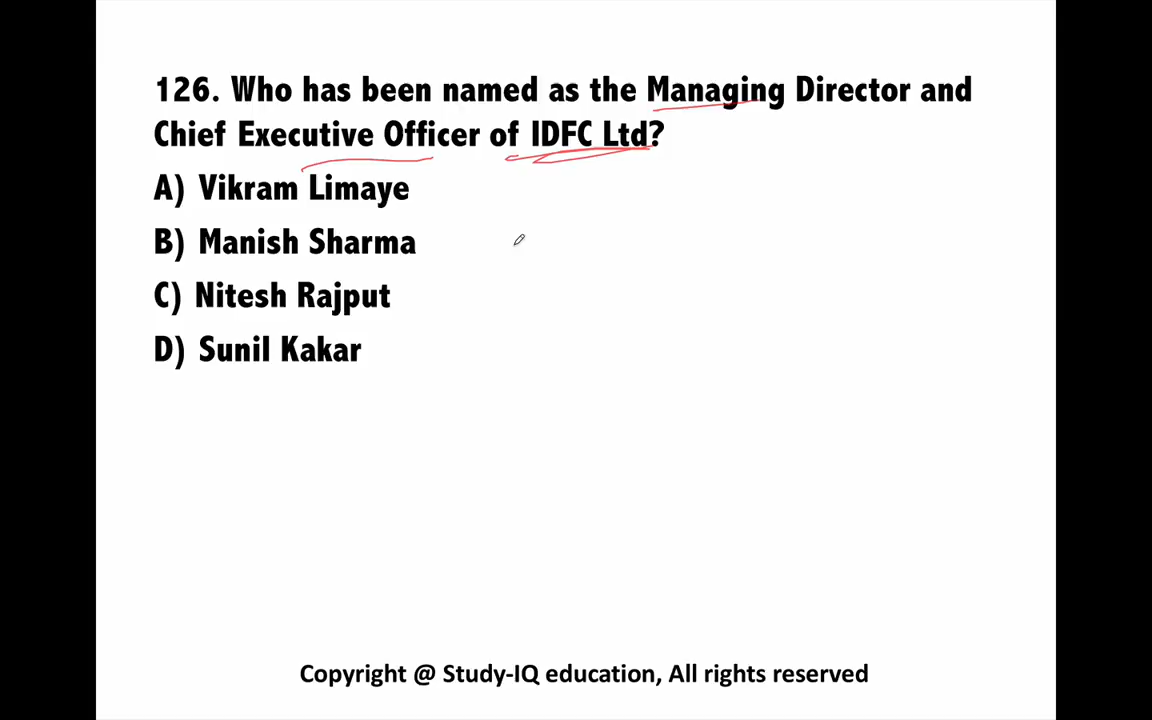 126. Who has been named as the Managing Director and
Chief Executive Officer of IDFC Ltd?
A) Vikram Limaye
B) Manish Sharma
C) Nitesh Rajput
D) Sunil Kakar
Copyright @ Study-IQ education, All rights reserved